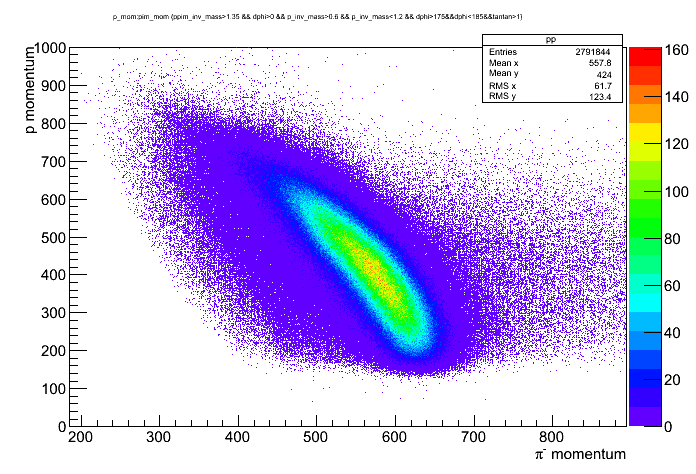 p_mom:pim_mom {ppim_inv_mass>1.35 && dphi>0 && p_inv_mass>0.6 && p_inv_mass<1.2 && dphi>175&&dphi<185&&tantan>1}
pp
Entries 2791844
Mean x 557.8
Mean y 424
RMS x 61.7
RMS y 123.4
p momentum
1000
900
800
700
600
500
400
300
200
100
0
200 300 400 500 600 700 800
π⁻ momentum
160
140
120
100
80
60
40
20
0